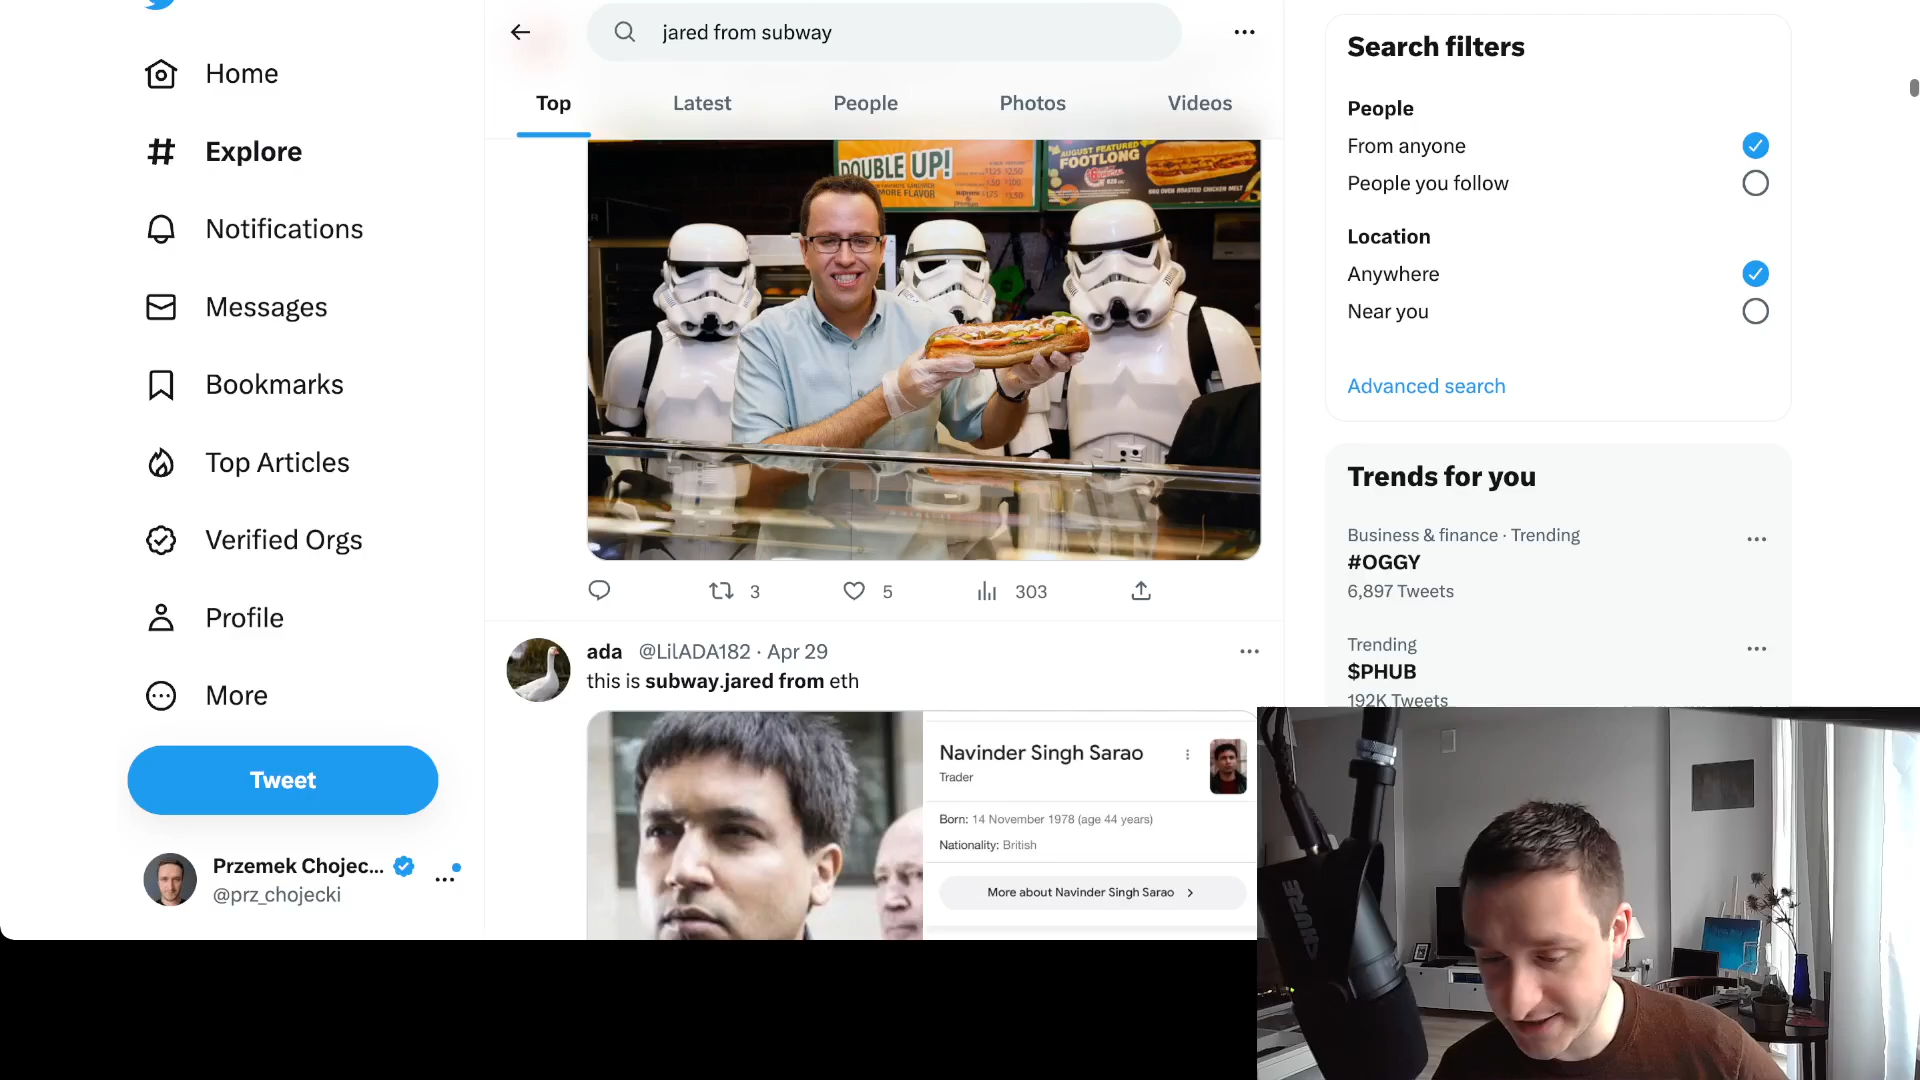 Home
Explore
Notifications
Messages
Bookmarks
Top Articles
Verified Orgs
Profile
More
Tweet
Przemek Chojec...
@prz_chojecki
jared from subway
Top
Latest
People
Photos
Videos
DOUBLE UP!
MORE FLAVOR
AUGUST FEATURED
FOOTLONG
3
5
303
ada @LilADA182 · Apr 29
this is subway.jared from eth
Navinder Singh Sarao
Trader
Born: 14 November 1978 (age 44 years)
Nationality: British
More about Navinder Singh Sarao
Search filters
People
From anyone
People you follow
Location
Anywhere
Near you
Advanced search
Trends for you
Business & finance · Trending
#OGGY
6,897 Tweets
Trending
$PHUB
192K Tweets
SHURE